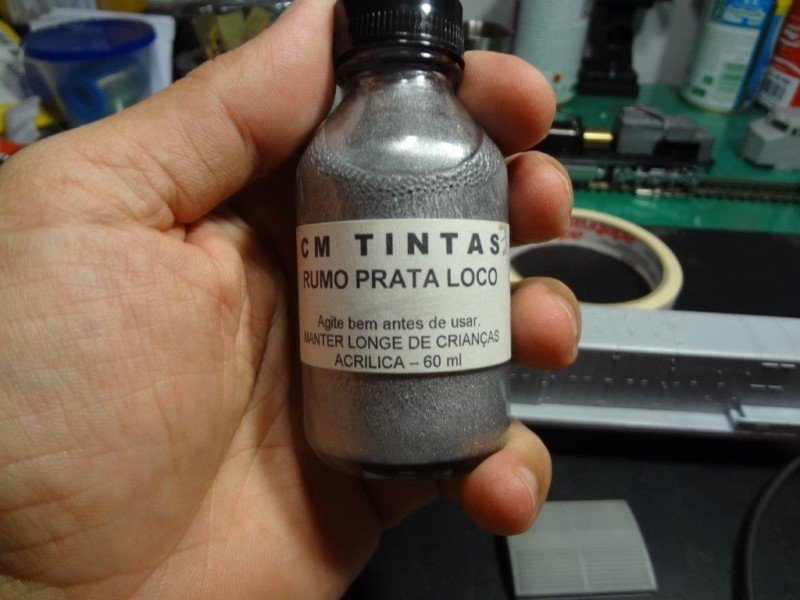 CM TINTAS
RUMO PRATA LOCO
Agite bem antes de usar.
MANTER LONGE DE CRIANÇAS
ACRILICA – 60 ml